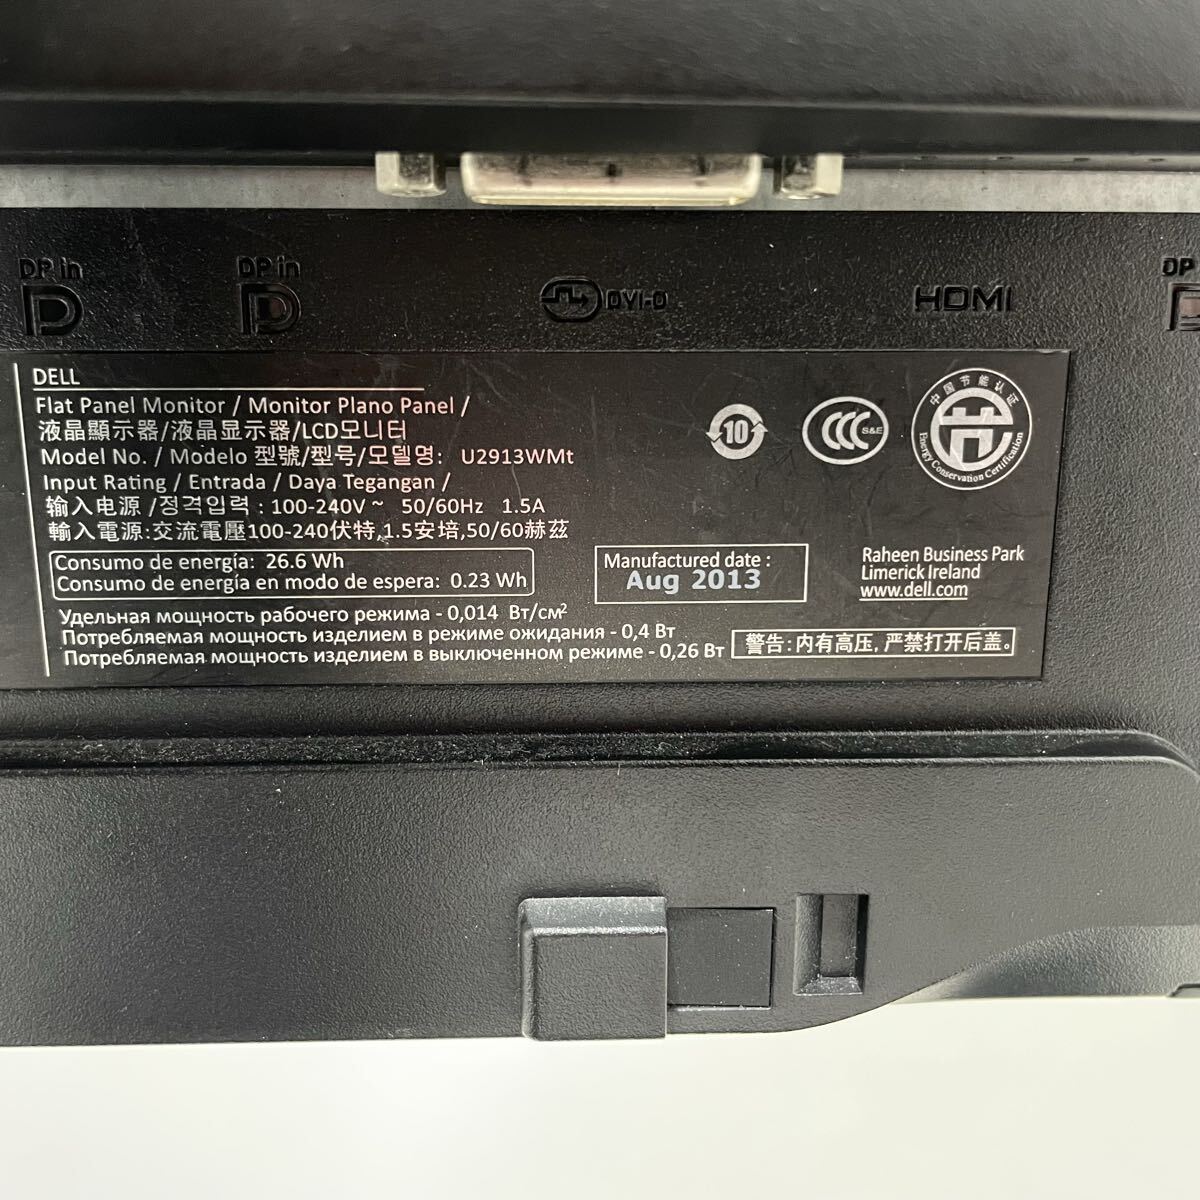 DP in
DP in
DVI-D
HDMI
DP
DELL
Flat Panel Monitor / Monitor Plano Panel /
液晶顯示器/液晶显示器/LCD모니터
Model No. / Modelo 型號/型号/모델명: U2913WMt
Input Rating / Entrada / Daya Tegangan /
输入电源 /정격입력 : 100-240V ~ 50/60Hz 1.5A
輸入電源:交流電壓100-240伏特,1.5安培,50/60赫茲
Consumo de energía: 26.6 Wh
Consumo de energía en modo de espera: 0.23 Wh
Удельная мощность рабочего режима - 0,014 Вт/см²
Потребляемая мощность изделием в режиме ожидания - 0,4 Вт
Потребляемая мощность изделием в выключенном режиме - 0,26 Вт
10
CCC S&E
中国节能认证
节
Energy Conservation Certification
Manufactured date :
Aug 2013
Raheen Business Park
Limerick Ireland
www.dell.com
警告:内有高压,严禁打开后盖。